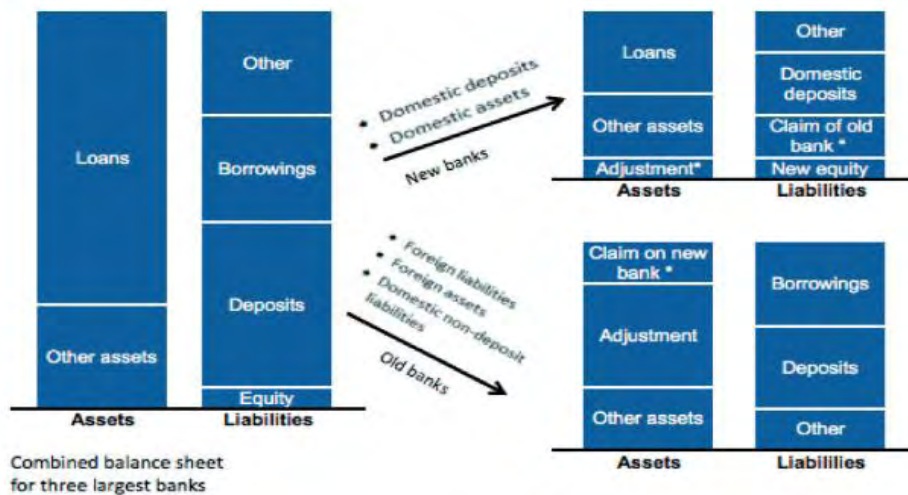 Loans
Other assets
Assets
Other
Borrowings
Deposits
Equity
Liabilities
Combined balance sheet
for three largest banks
• Domestic deposits
• Domestic assets
New banks
• Foreign liabilities
• Foreign assets
• Domestic non-deposit
liabilities
Old banks
Loans
Other assets
Adjustment*
Assets
Other
Domestic
deposits
Claim of old
bank *
New equity
Liabilities
Claim on new
bank *
Adjustment
Other assets
Assets
Borrowings
Deposits
Other
Liabililies